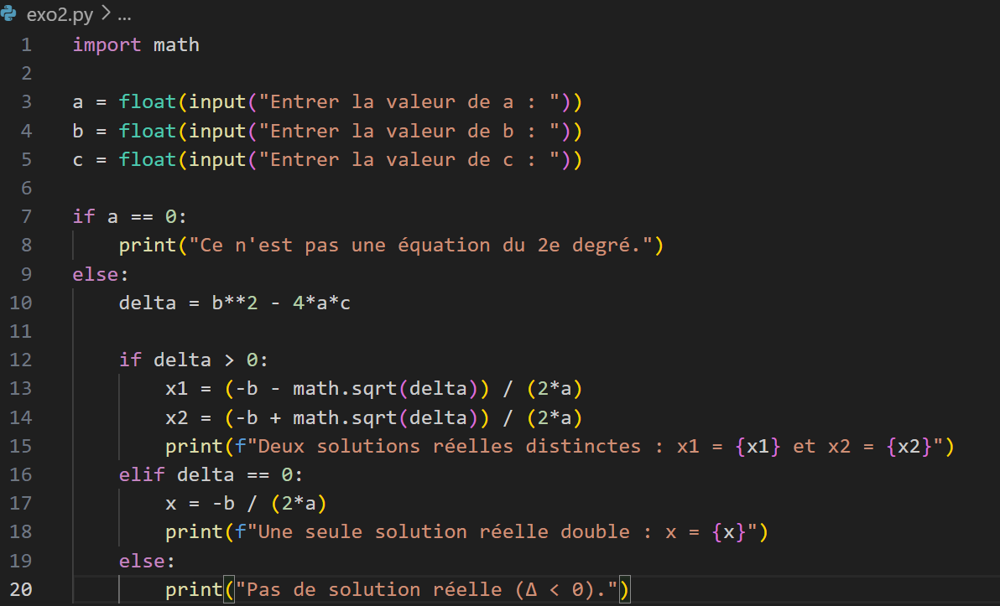 exo2.py > ...
1 import math
2
3 a = float(input("Entrer la valeur de a : "))
4 b = float(input("Entrer la valeur de b : "))
5 c = float(input("Entrer la valeur de c : "))
6
7 if a == 0:
8     print("Ce n'est pas une équation du 2e degré.")
9 else:
10     delta = b**2 - 4*a*c
11
12     if delta > 0:
13         x1 = (-b - math.sqrt(delta)) / (2*a)
14         x2 = (-b + math.sqrt(delta)) / (2*a)
15         print(f"Deux solutions réelles distinctes : x1 = {x1} et x2 = {x2}")
16     elif delta == 0:
17         x = -b / (2*a)
18         print(f"Une seule solution réelle double : x = {x}")
19     else:
20         print("Pas de solution réelle (Δ < 0).")